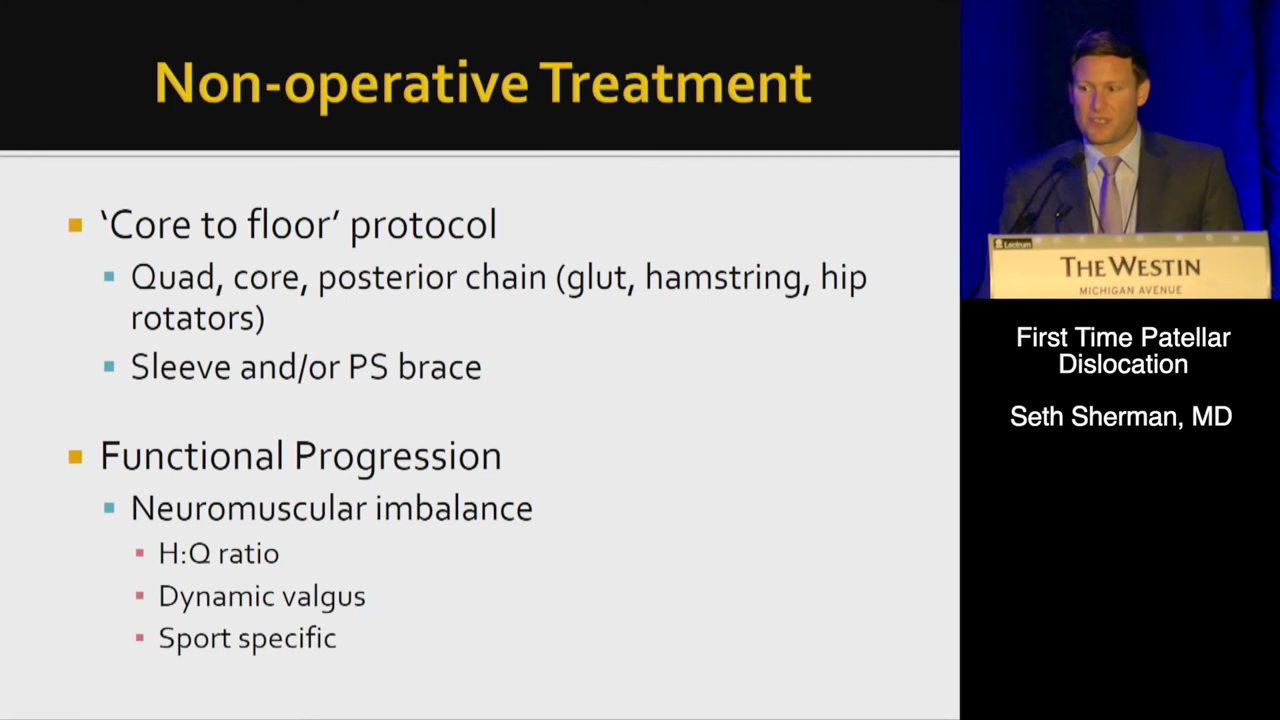 Non-operative Treatment
‘Core to floor’ protocol
Quad, core, posterior chain (glut, hamstring, hip
rotators)
Sleeve and/or PS brace
Functional Progression
Neuromuscular imbalance
H:Q ratio
Dynamic valgus
Sport specific
Lectrum
THE WESTIN
MICHIGAN AVENUE
First Time Patellar
Dislocation
Seth Sherman, MD